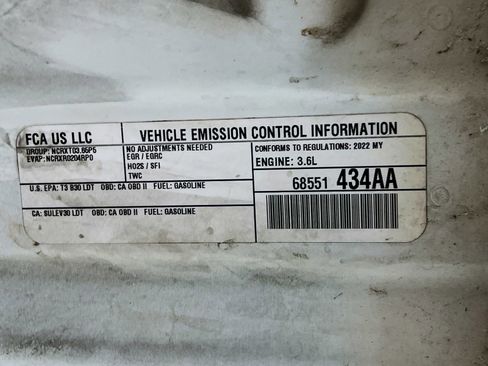 FCA US LLC
GROUP: NCRXT03.65P5
EVAP: NCRXR0204RP0
VEHICLE EMISSION CONTROL INFORMATION
NO ADJUSTMENTS NEEDED
EGR / EGRC
HO2S / SFI
TWC
CONFORMS TO REGULATIONS: 2022 MY
ENGINE: 3.6L
U.S. EPA: T3 B30 LDT OBD: CA OBD II FUEL: GASOLINE
CA: SULEV30 LDT OBD: CA OBD II FUEL: GASOLINE
68551 434AA